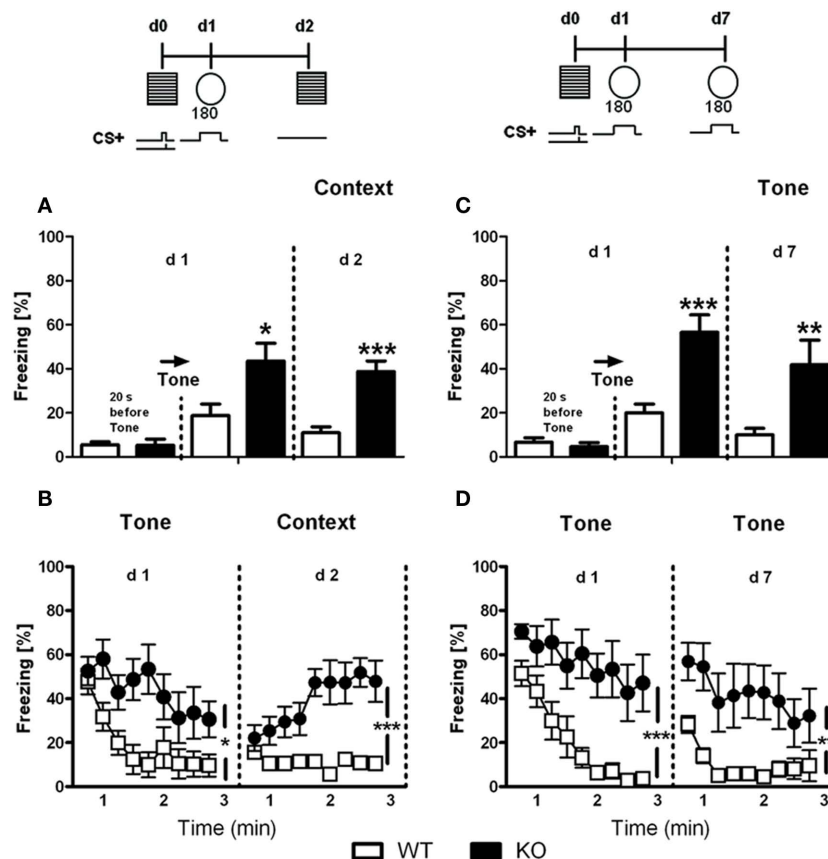 d0 d1 d2
180
CS+
d0 d1 d7
180 180
CS+
A
Context
Freezing [%]
100
80
60
40
20
0
d 1
d 2
20 s
before
Tone
Tone
*
***
C
Tone
Freezing [%]
100
80
60
40
20
0
d 1
d 7
20 s
before
Tone
Tone
***
**
B
Tone Context
Freezing [%]
100
80
60
40
20
0
d 1
d 2
*
***
1 2 3 1 2 3
Time (min)
D
Tone Tone
Freezing [%]
100
80
60
40
20
0
d 1
d 7
***
1 2 3 1 2 3
Time (min)
WT KO